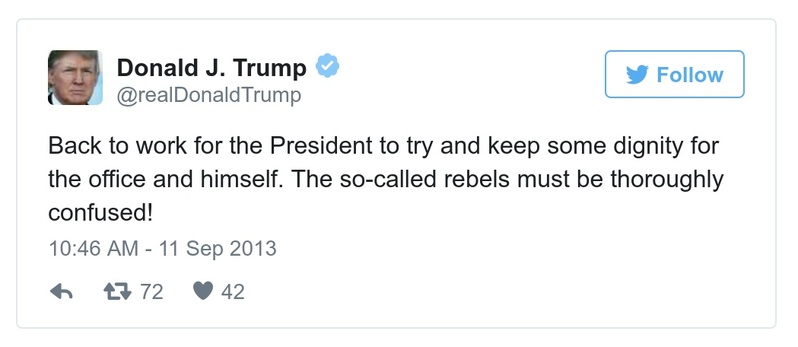 Donald J. Trump
@realDonaldTrump
Follow
Back to work for the President to try and keep some dignity for
the office and himself. The so-called rebels must be thoroughly
confused!
10:46 AM - 11 Sep 2013
72 42